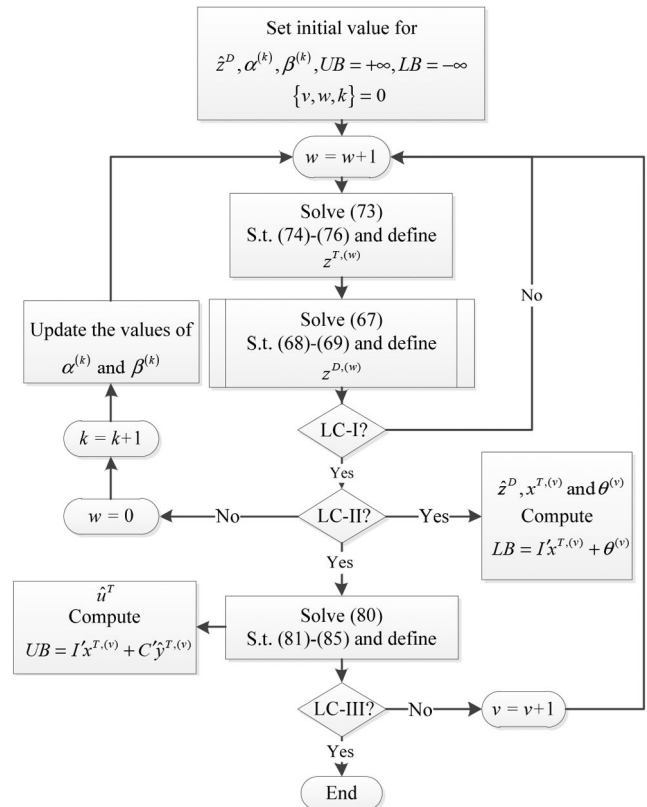 Set initial value for
ẑ^D, α^(k), β^(k), UB = +∞, LB = −∞
{v, w, k} = 0
w = w+1
Solve (73)
S.t. (74)-(76) and define
z^T,(w)
No
Solve (67)
S.t. (68)-(69) and define
z^D,(w)
Update the values of
α^(k) and β^(k)
LC-I?
k = k+1
Yes
w = 0
No
LC-II?
Yes
ẑ^D, x^T,(v) and θ^(v)
Compute
LB = I′x^T,(v) + θ^(v)
Yes
û^T
Compute
UB = I′x^T,(v) + C′ŷ^T,(v)
Solve (80)
S.t. (81)-(85) and define
LC-III?
No
v = v+1
Yes
End